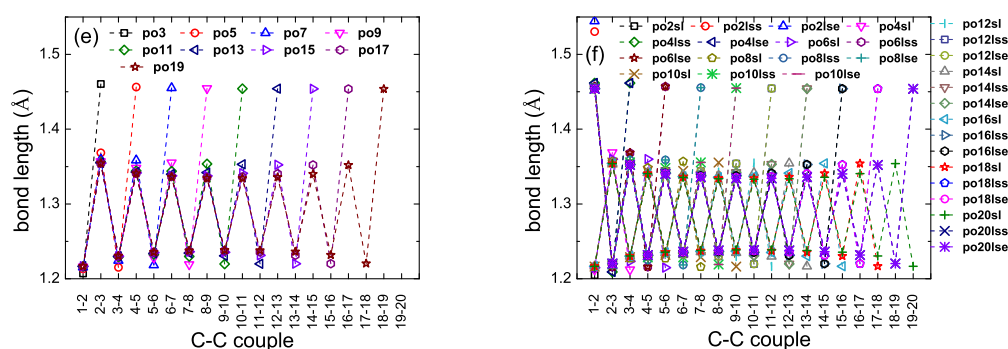 (e)
po3 po5 po7 po9
po11 po13 po15 po17
po19
bond length (Å)
1.5
1.4
1.3
1.2
1-2 2-3 3-4 4-5 5-6 6-7 7-8 8-9 9-10 10-11 11-12 12-13 13-14 14-15 15-16 16-17 17-18 18-19 19-20
C-C couple
(f)
po2sl po2lss po2lse po4sl
po4lss po4lse po6sl po6lss
po6lse po8sl po8lss po8lse
po10sl po10lss po10lse
po12sl
po12lss
po12lse
po14sl
po14lss
po14lse
po16sl
po16lss
po16lse
po18sl
po18lss
po18lse
po20sl
po20lss
po20lse
bond length (Å)
1.5
1.4
1.3
1.2
1-2 2-3 3-4 4-5 5-6 6-7 7-8 8-9 9-10 10-11 11-12 12-13 13-14 14-15 15-16 16-17 17-18 18-19 19-20
C-C couple